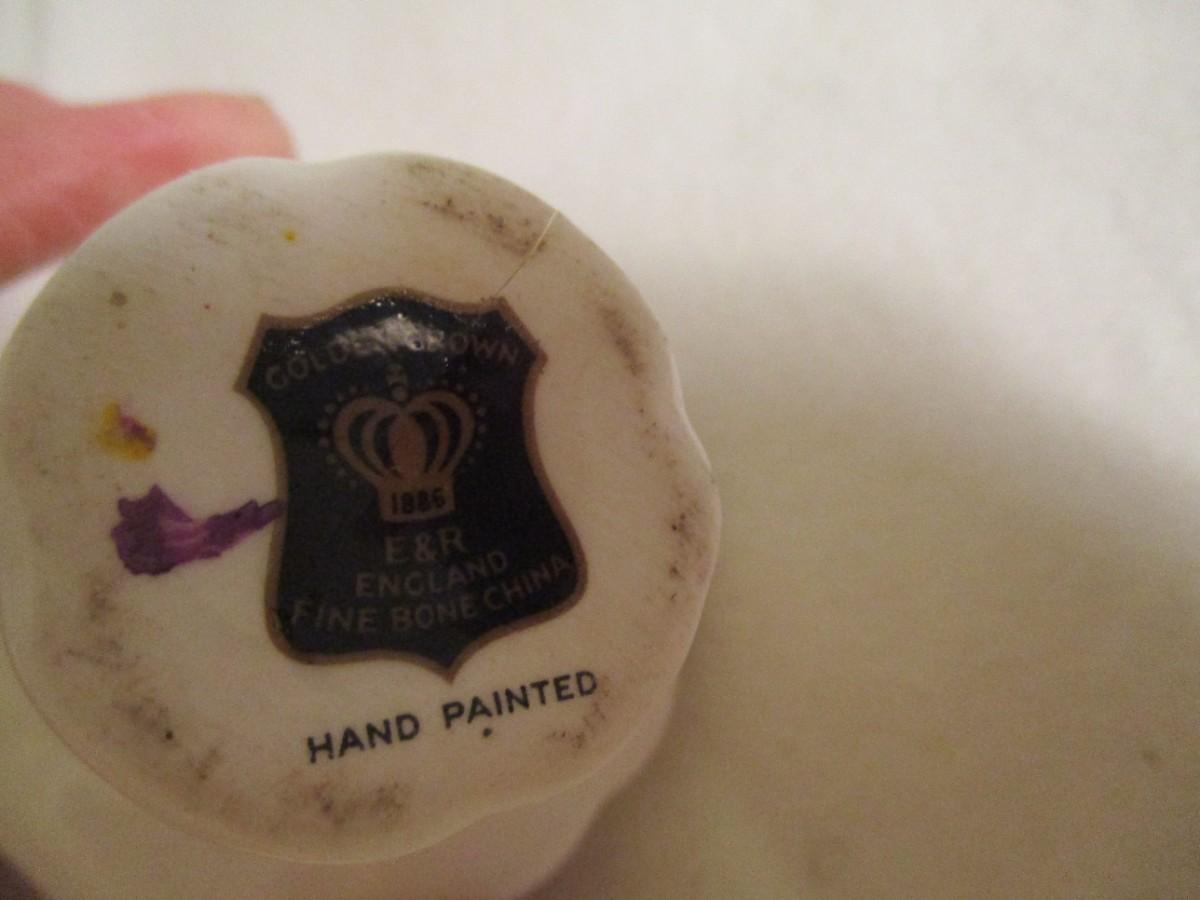 GOLDEN CROWN
1886
E&R
ENGLAND
FINE BONE CHINA
HAND PAINTED